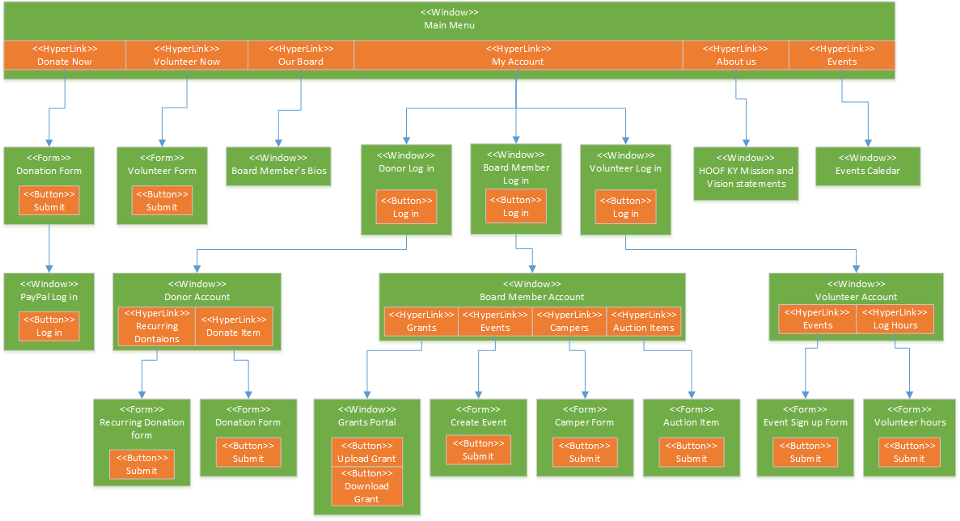 <<Window>>
Main Menu
<<HyperLink>>
Donate Now
<<HyperLink>>
Volunteer Now
<<HyperLink>>
Our Board
<<HyperLink>>
My Account
<<HyperLink>>
About us
<<HyperLink>>
Events
<<Form>>
Donation Form
<<Button>>
Submit
<<Form>>
Volunteer Form
<<Button>>
Submit
<<Window>>
Board Member's Bios
<<Window>>
Donor Log in
<<Button>>
Log in
<<Window>>
Board Member
Log in
<<Button>>
Log in
<<Window>>
Volunteer Log in
<<Button>>
Log in
<<Window>>
HOOF KY Mission and
Vision statements
<<Window>>
Events Caledar
<<Window>>
PayPal Log in
<<Button>>
Log in
<<Window>>
Donor Account
<<HyperLink>>
Recurring
Dontaions
<<HyperLink>>
Donate Item
<<Window>>
Board Member Account
<<HyperLink>>
Grants
<<HyperLink>>
Events
<<HyperLink>>
Campers
<<HyperLink>>
Auction Items
<<Window>>
Volunteer Account
<<HyperLink>>
Events
<<HyperLink>>
Log Hours
<<Form>>
Recurring Donation
form
<<Button>>
Submit
<<Form>>
Donation Form
<<Button>>
Submit
<<Window>>
Grants Portal
<<Button>>
Upload Grant
<<Button>>
Download
Grant
<<Form>>
Create Event
<<Button>>
Submit
<<Form>>
Camper Form
<<Button>>
Submit
<<Form>>
Auction Item
<<Button>>
Submit
<<Form>>
Event Sign up Form
<<Button>>
Submit
<<Form>>
Volunteer hours
<<Button>>
Submit